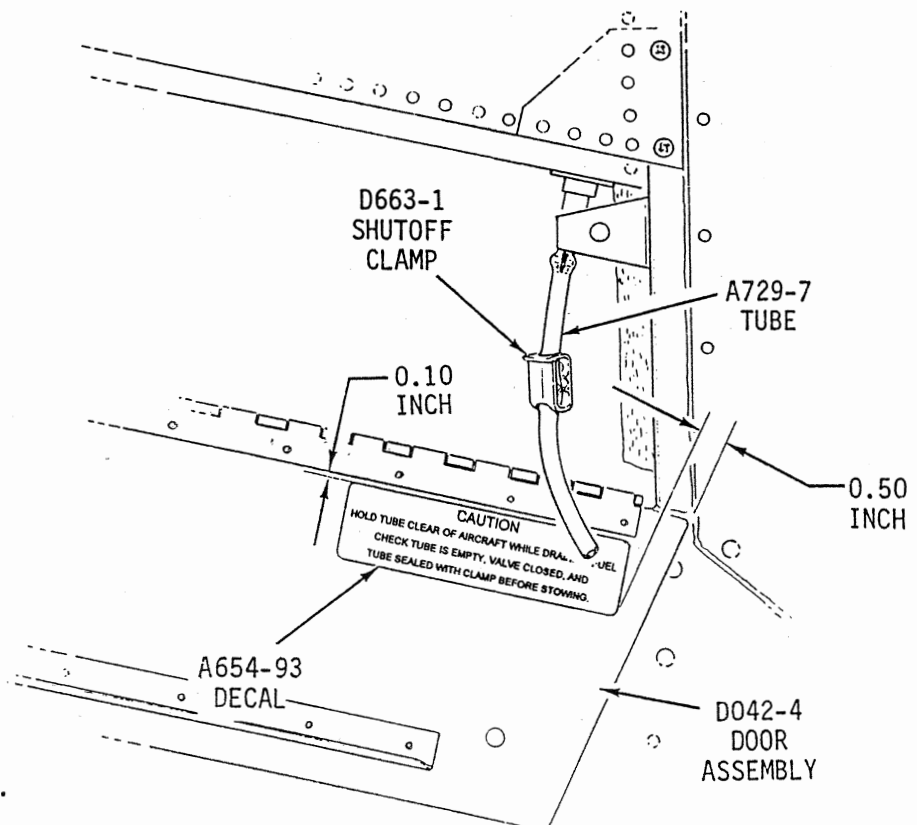 D663-1
SHUTOFF
CLAMP
A729-7
TUBE
0.10
INCH
0.50
INCH
CAUTION
HOLD TUBE CLEAR OF AIRCRAFT WHILE
CHECK TUBE IS EMPTY, VALVE CLOSED, AND
TUBE SEALED WITH CLAMP BEFORE STOWING.
A654-93
DECAL
D042-4
DOOR
ASSEMBLY